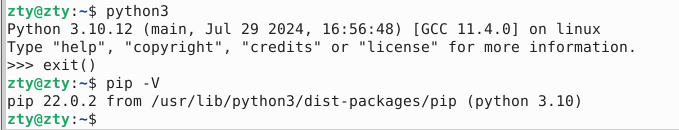 zty@zty:~$ python3
Python 3.10.12 (main, Jul 29 2024, 16:56:48) [GCC 11.4.0] on linux
Type "help", "copyright", "credits" or "license" for more information.
>>> exit()
zty@zty:~$ pip -V
pip 22.0.2 from /usr/lib/python3/dist-packages/pip (python 3.10)
zty@zty:~$